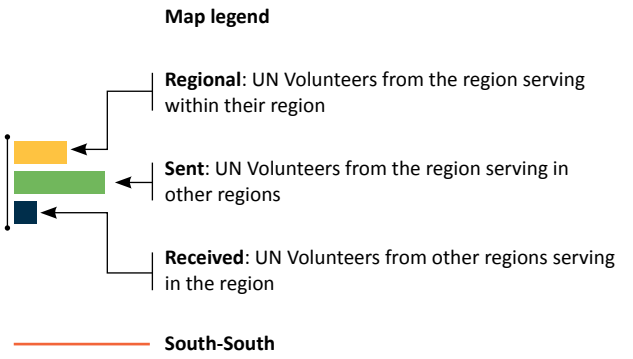 Map legend
Regional: UN Volunteers from the region serving
within their region
Sent: UN Volunteers from the region serving in
other regions
Received: UN Volunteers from other regions serving
in the region
South-South